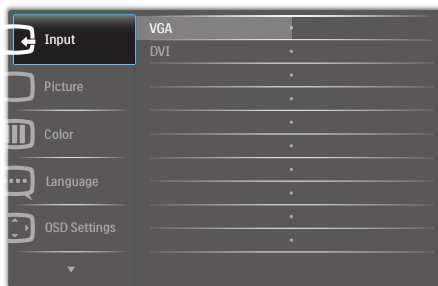 Input
Picture
Color
Language
OSD Settings
VGA
DVI